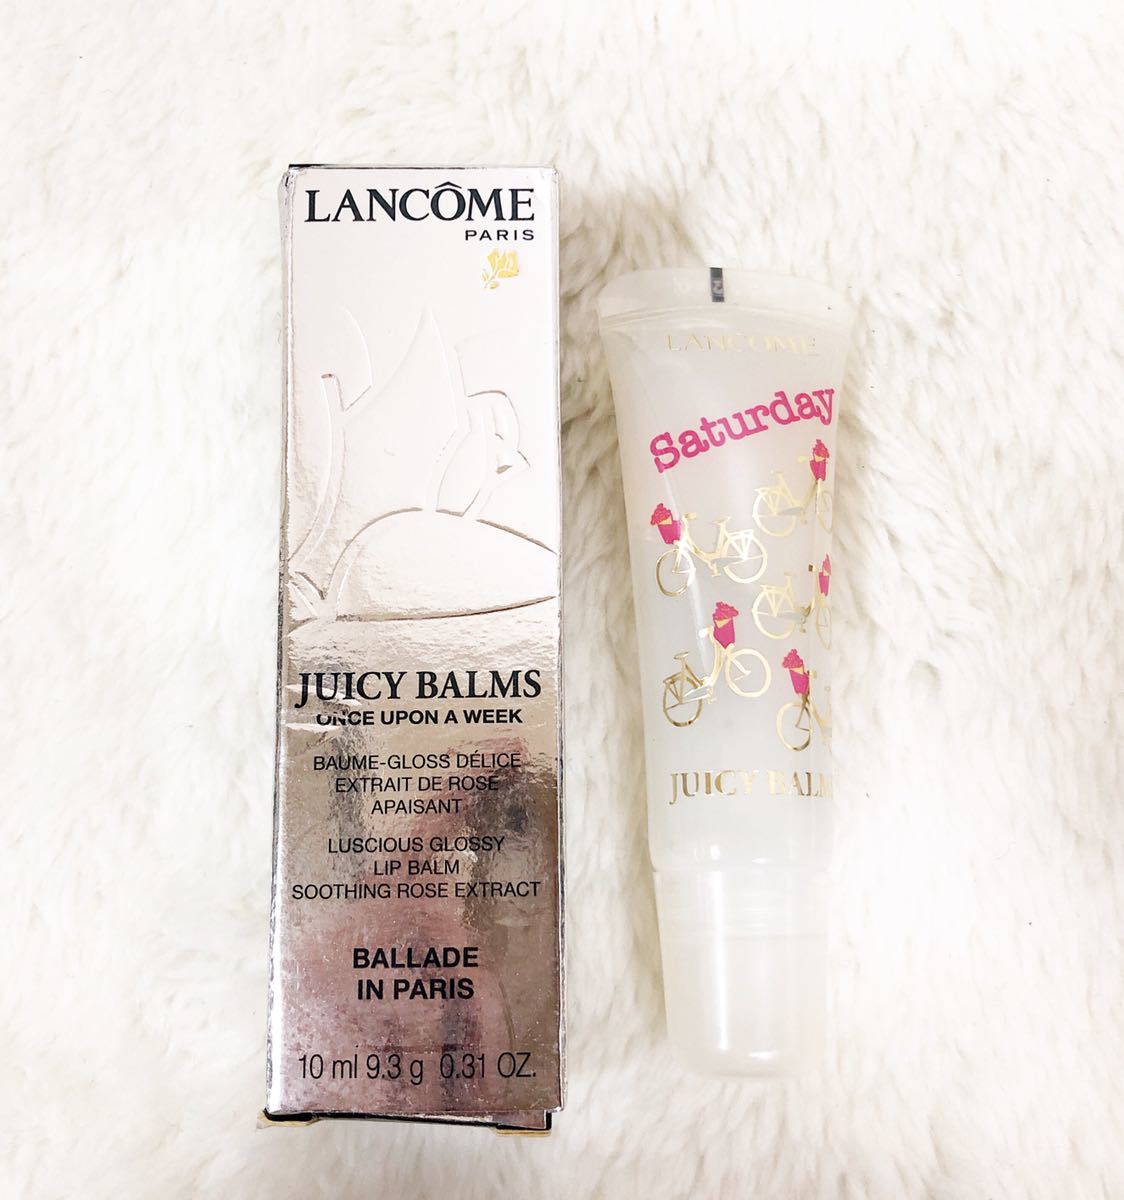 LANCÔME
PARIS
JUICY BALMS
ONCE UPON A WEEK
BAUME-GLOSS DÉLICE
EXTRAIT DE ROSE
APAISANT
LUSCIOUS GLOSSY
LIP BALM
SOOTHING ROSE EXTRACT
BALLADE
IN PARIS
10 ml 9.3 g 0.31 OZ.
LANCÔME
Saturday
JUICY BALM